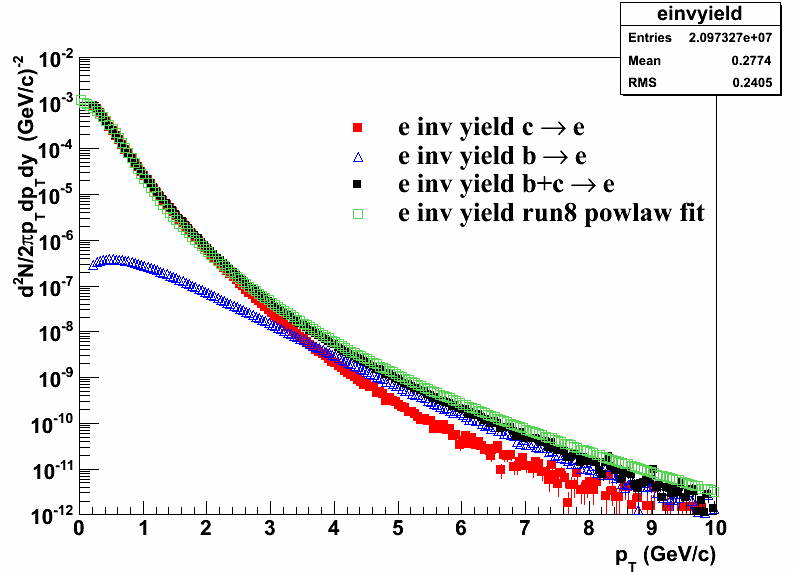 einvyield
Entries 2.097327e+07
Mean 0.2774
RMS 0.2405
d²N/2πp_T dp_T dy (GeV/c)⁻²
10⁻²
10⁻³
10⁻⁴
10⁻⁵
10⁻⁶
10⁻⁷
10⁻⁸
10⁻⁹
10⁻¹⁰
10⁻¹¹
10⁻¹²
e inv yield c → e
e inv yield b → e
e inv yield b+c → e
e inv yield run8 powlaw fit
0 1 2 3 4 5 6 7 8 9 10
p_T (GeV/c)